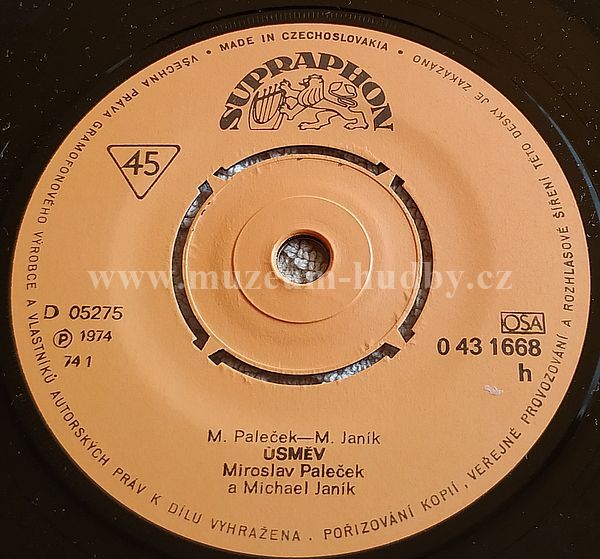 VŠECHNA PRÁVA GRAMOFONOVÉHO VÝROBCE A VLASTNÍKŮ AUTORSKÝCH PRÁV K DÍLU VYHRAŽENA . POŘIZOVÁNÍ KOPIÍ, VEŘEJNÉ PROVOZOVÁNÍ A ROZHLASOVÉ ŠÍŘENÍ TÉTO DESKY JE ZAKÁZÁNO
· MADE IN CZECHOSLOVAKIA ·
SUPRAPHON
45
www.muzeum-hudby.cz
D 05275
Ⓟ 1974
74 1
OSA
0 43 1668
h
M. Paleček—M. Janík
ÚSMĚV
Miroslav Paleček
a Michael Janík